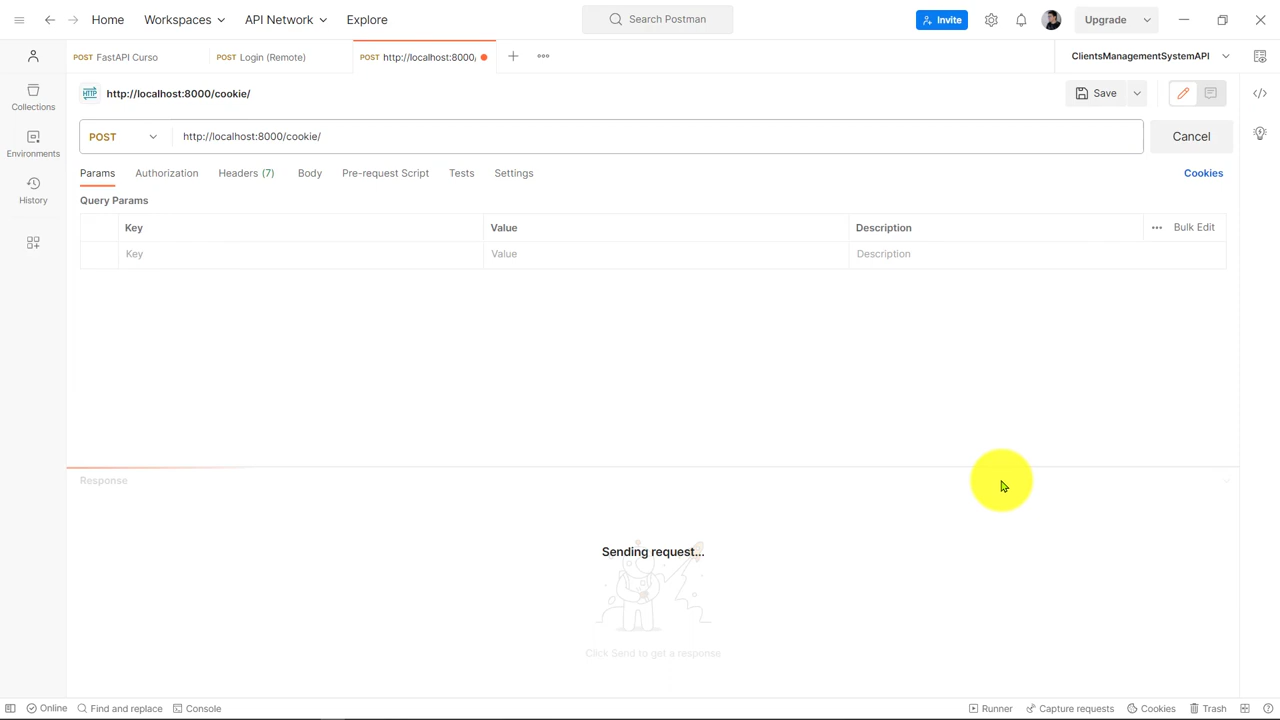 Home Workspaces API Network Explore Search Postman Invite Upgrade
POST FastAPI Curso POST Login (Remote) POST http://localhost:8000/ ClientsManagementSystemAPI
Collections
Environments
History
HTTP http://localhost:8000/cookie/ Save
POST http://localhost:8000/cookie/ Cancel
Params Authorization Headers (7) Body Pre-request Script Tests Settings Cookies
Query Params
Key Value Description Bulk Edit
Key Value Description
Response
Sending request...
Click Send to get a response
Online Find and replace Console Runner Capture requests Cookies Trash